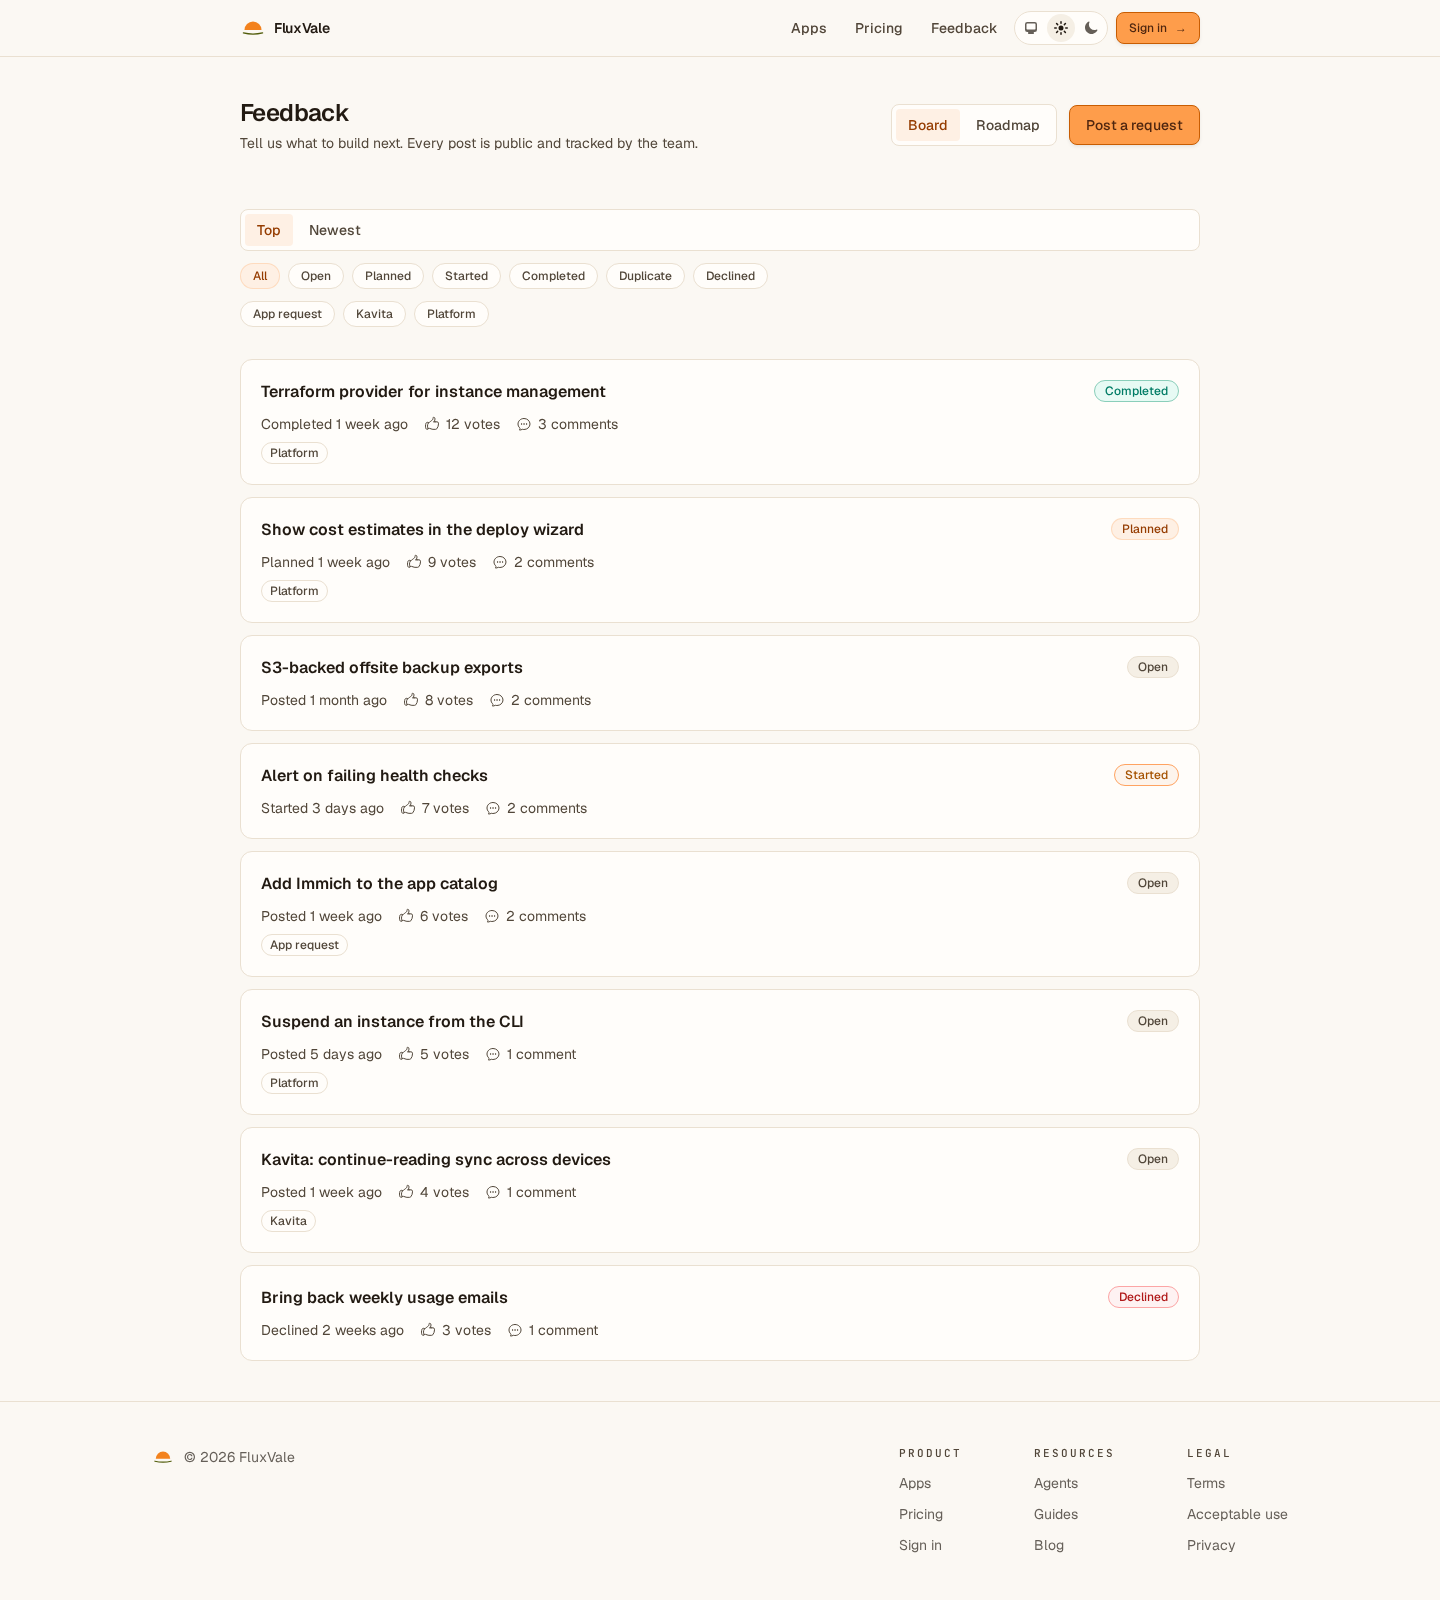 FluxVale
Apps Pricing Feedback Sign in →
Feedback
Tell us what to build next. Every post is public and tracked by the team.
Board Roadmap Post a request
Top Newest
All Open Planned Started Completed Duplicate Declined
App request Kavita Platform
Terraform provider for instance management Completed
Completed 1 week ago 12 votes 3 comments
Platform
Show cost estimates in the deploy wizard Planned
Planned 1 week ago 9 votes 2 comments
Platform
S3-backed offsite backup exports Open
Posted 1 month ago 8 votes 2 comments
Alert on failing health checks Started
Started 3 days ago 7 votes 2 comments
Add Immich to the app catalog Open
Posted 1 week ago 6 votes 2 comments
App request
Suspend an instance from the CLI Open
Posted 5 days ago 5 votes 1 comment
Platform
Kavita: continue-reading sync across devices Open
Posted 1 week ago 4 votes 1 comment
Kavita
Bring back weekly usage emails Declined
Declined 2 weeks ago 3 votes 1 comment
© 2026 FluxVale
PRODUCT
Apps
Pricing
Sign in
RESOURCES
Agents
Guides
Blog
LEGAL
Terms
Acceptable use
Privacy